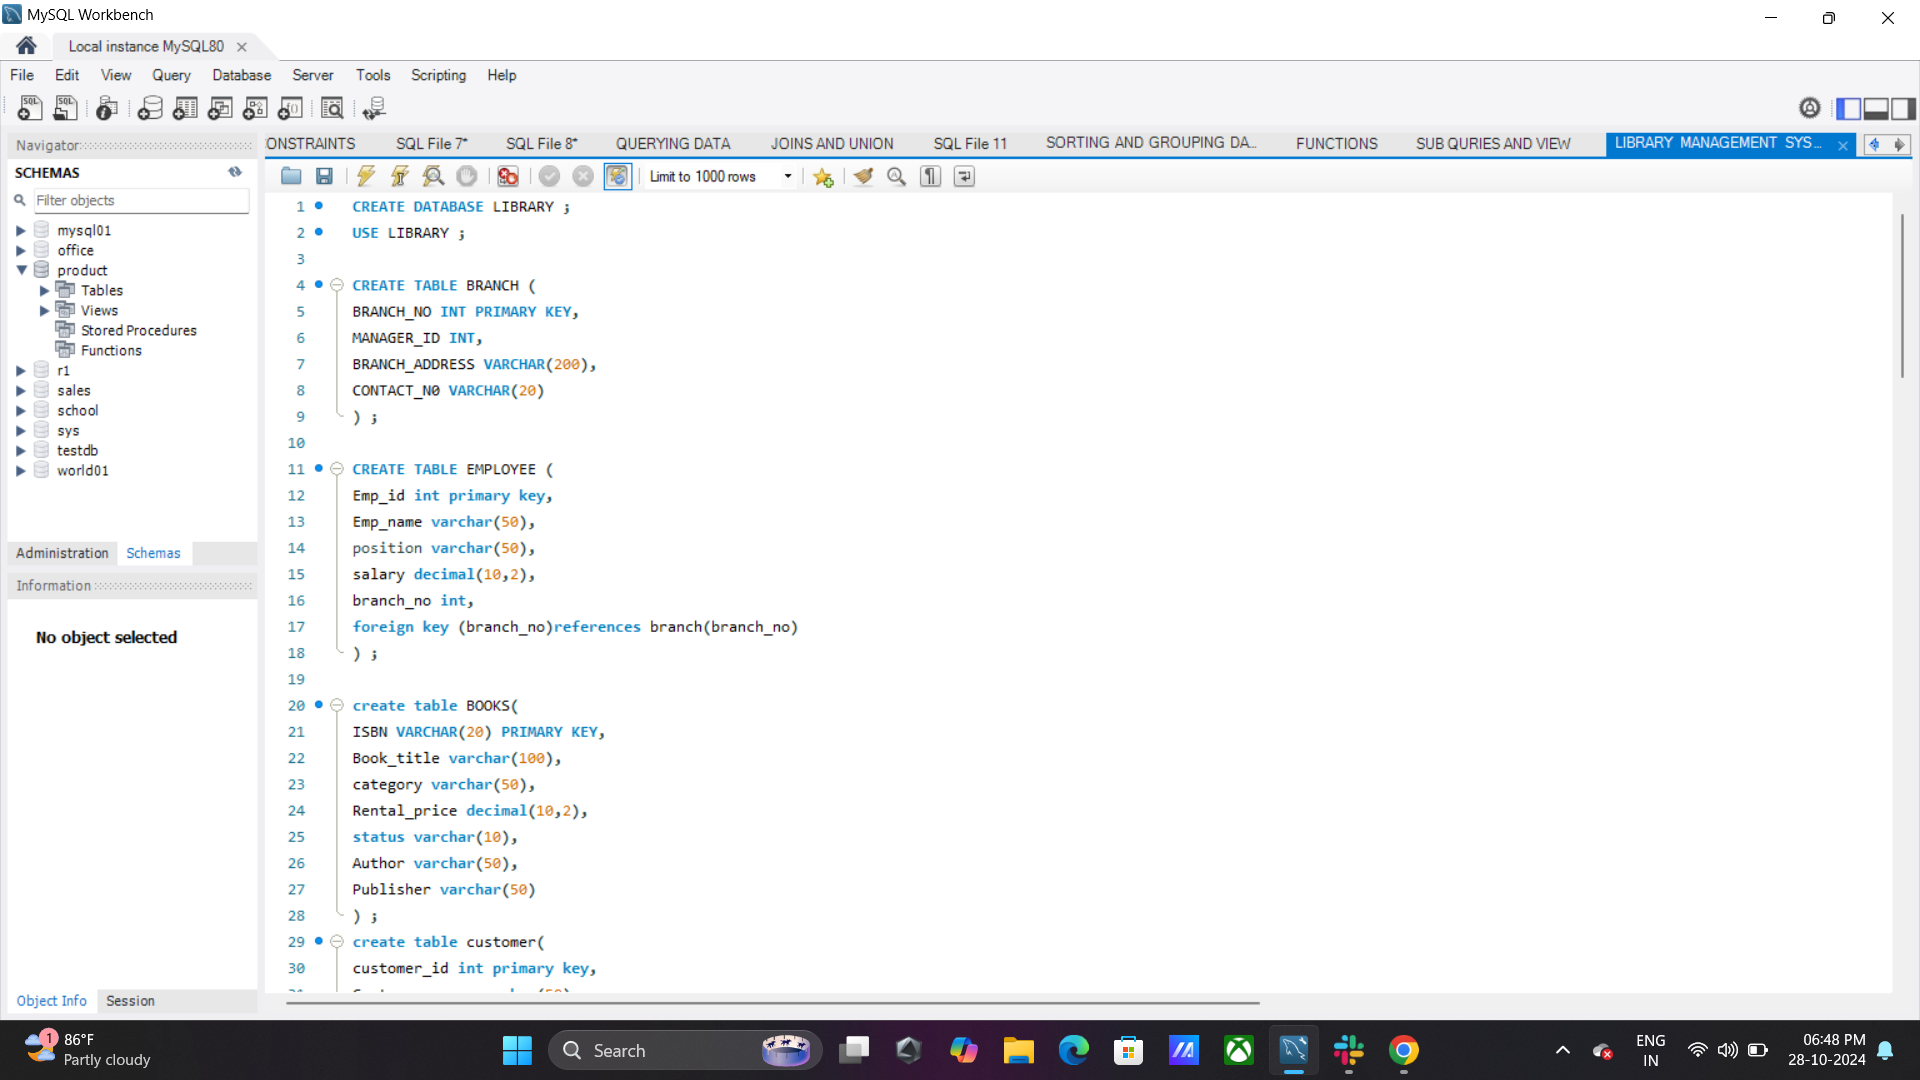 MySQL Workbench
Local instance MySQL80
File Edit View Query Database Server Tools Scripting Help
Navigator
SCHEMAS
Filter objects
mysql01
office
product
Tables
Views
Stored Procedures
Functions
r1
sales
school
sys
testdb
world01
Administration Schemas
Information
No object selected
Object Info Session
ONSTRAINTS SQL File 7* SQL File 8* QUERYING DATA JOINS AND UNION SQL File 11 SORTING AND GROUPING DA... FUNCTIONS SUB QURIES AND VIEW LIBRARY MANAGEMENT SYS...
Limit to 1000 rows
1 CREATE DATABASE LIBRARY ;
2 USE LIBRARY ;
3
4 CREATE TABLE BRANCH (
5 BRANCH_NO INT PRIMARY KEY,
6 MANAGER_ID INT,
7 BRANCH_ADDRESS VARCHAR(200),
8 CONTACT_N0 VARCHAR(20)
9 ) ;
10
11 CREATE TABLE EMPLOYEE (
12 Emp_id int primary key,
13 Emp_name varchar(50),
14 position varchar(50),
15 salary decimal(10,2),
16 branch_no int,
17 foreign key (branch_no)references branch(branch_no)
18 ) ;
19
20 create table BOOKS(
21 ISBN VARCHAR(20) PRIMARY KEY,
22 Book_title varchar(100),
23 category varchar(50),
24 Rental_price decimal(10,2),
25 status varchar(10),
26 Author varchar(50),
27 Publisher varchar(50)
28 ) ;
29 create table customer(
30 customer_id int primary key,
86°F
Partly cloudy
Search
ENG
IN
06:48 PM
28-10-2024